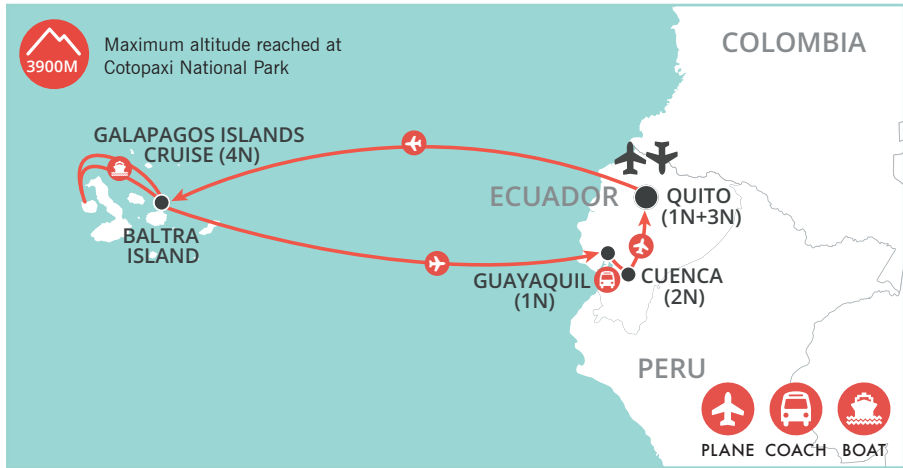 3900M
Maximum altitude reached at
Cotopaxi National Park
COLOMBIA
GALAPAGOS ISLANDS
CRUISE (4N)
ECUADOR
QUITO
(1N+3N)
BALTRA
ISLAND
GUAYAQUIL
(1N)
CUENCA
(2N)
PERU
PLANE COACH BOAT